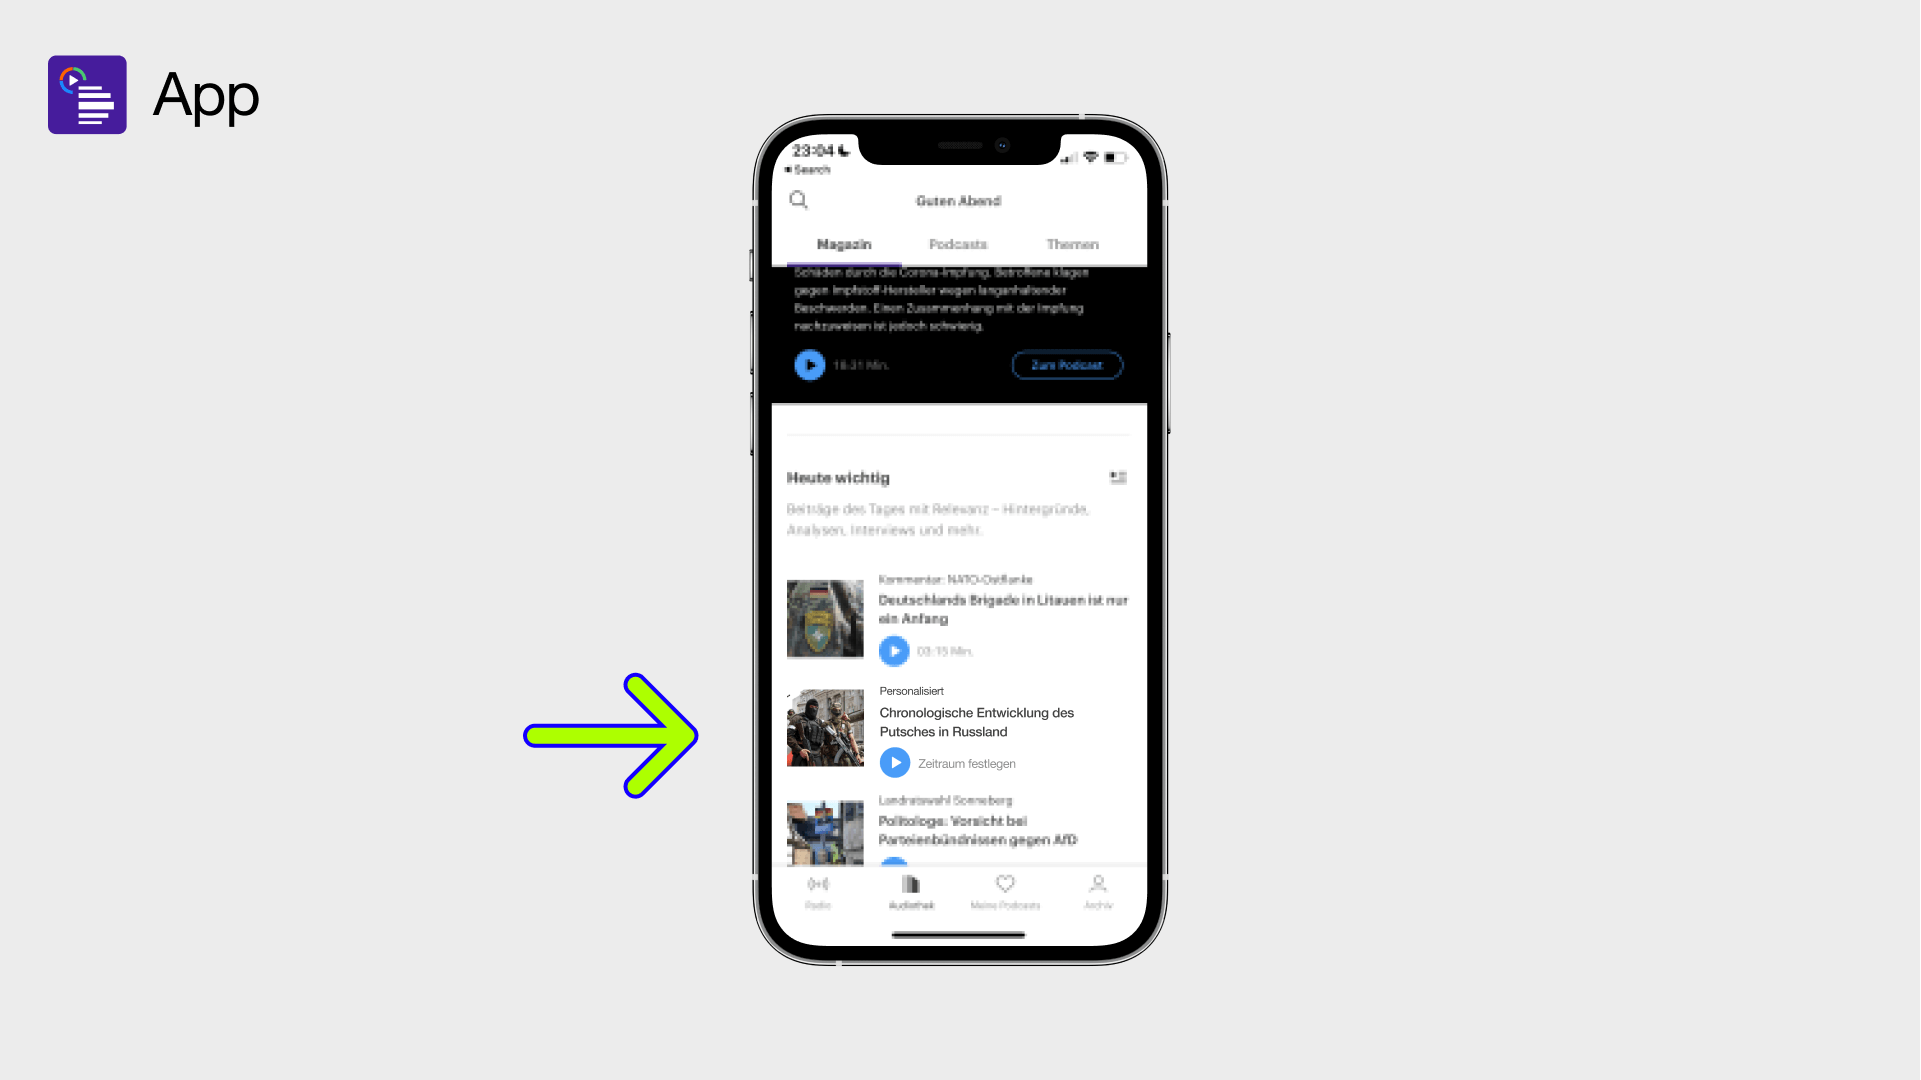 App
23:04
Search
Guten Abend
Magazin Podcasts Themen
Schäden durch die Corona-Impfung. Betroffene klagen
gegen Impfstoff-Hersteller wegen langanhaltender
Beschwerden. Einen Zusammenhang mit der Impfung
nachzuweisen ist jedoch schwierig.
Min. Zum Podcast
Heute wichtig
Beiträge des Tages mit Relevanz – Hintergründe,
Analysen, Interviews und mehr.
Kommentar: NATO-Ostflanke
Deutschlands Brigade in Litauen ist nur
ein Anfang
03:15 Min.
Personalisiert
Chronologische Entwicklung des
Putsches in Russland
Zeitraum festlegen
Landratswahl Sonneberg
Politologe: Vorsicht bei
Parteienbündnissen gegen AfD
Radio Audiothek Meine Podcasts Archiv